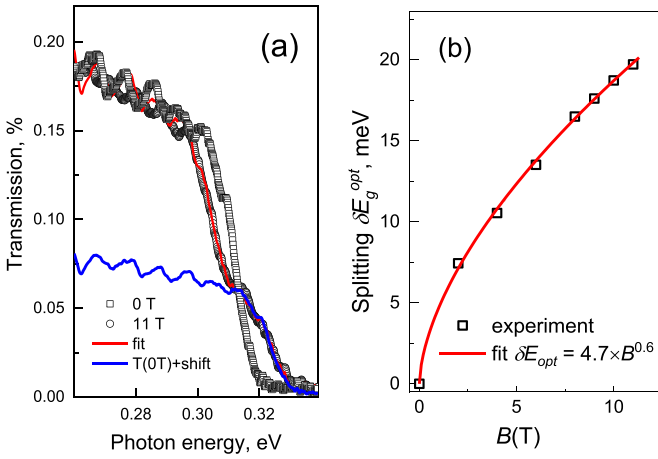 (a)
0.20
0.15
0.10
0.05
0.00
Transmission, %
0 T
11 T
fit
T(0T)+shift
0.28 0.30 0.32
Photon energy, eV
(b)
20
15
10
5
0
Splitting δE_g^opt, meV
experiment
fit δE_opt = 4.7×B^0.6
0 5 10
B(T)